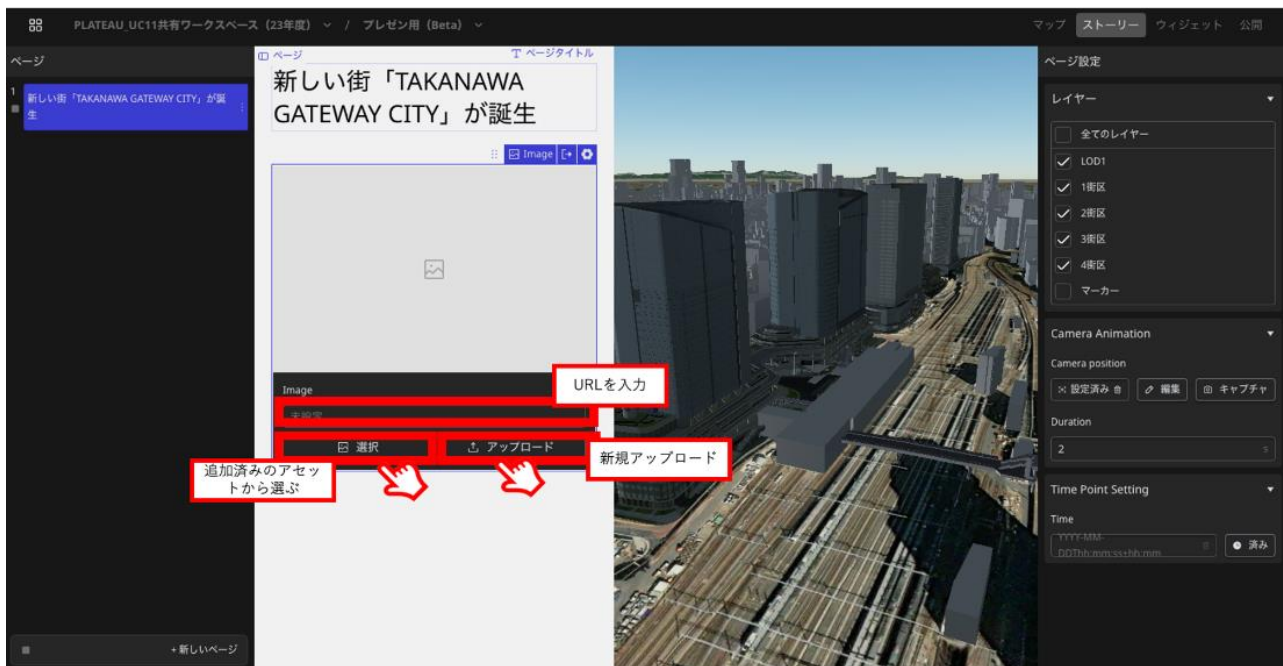 PLATEAU_UC11共有ワークスペース（23年度） / プレゼン用（Beta）
マップ ストーリー ウィジェット 公開
ページ
1
新しい街「TAKANAWA GATEWAY CITY」が誕
生
+ 新しいページ
ページ
ページタイトル
新しい街「TAKANAWA
GATEWAY CITY」が誕生
Image
Image
URLを入力
未設定
選択
アップロード
追加済みのアセッ
トから選ぶ
新規アップロード
ページ設定
レイヤー
全てのレイヤー
LOD1
1街区
2街区
3街区
4街区
マーカー
Camera Animation
Camera position
設定済み 編集 キャプチャ
Duration
2 s
Time Point Setting
Time
YYYY-MM-
DDThh:mm:ss±hh:mm
済み